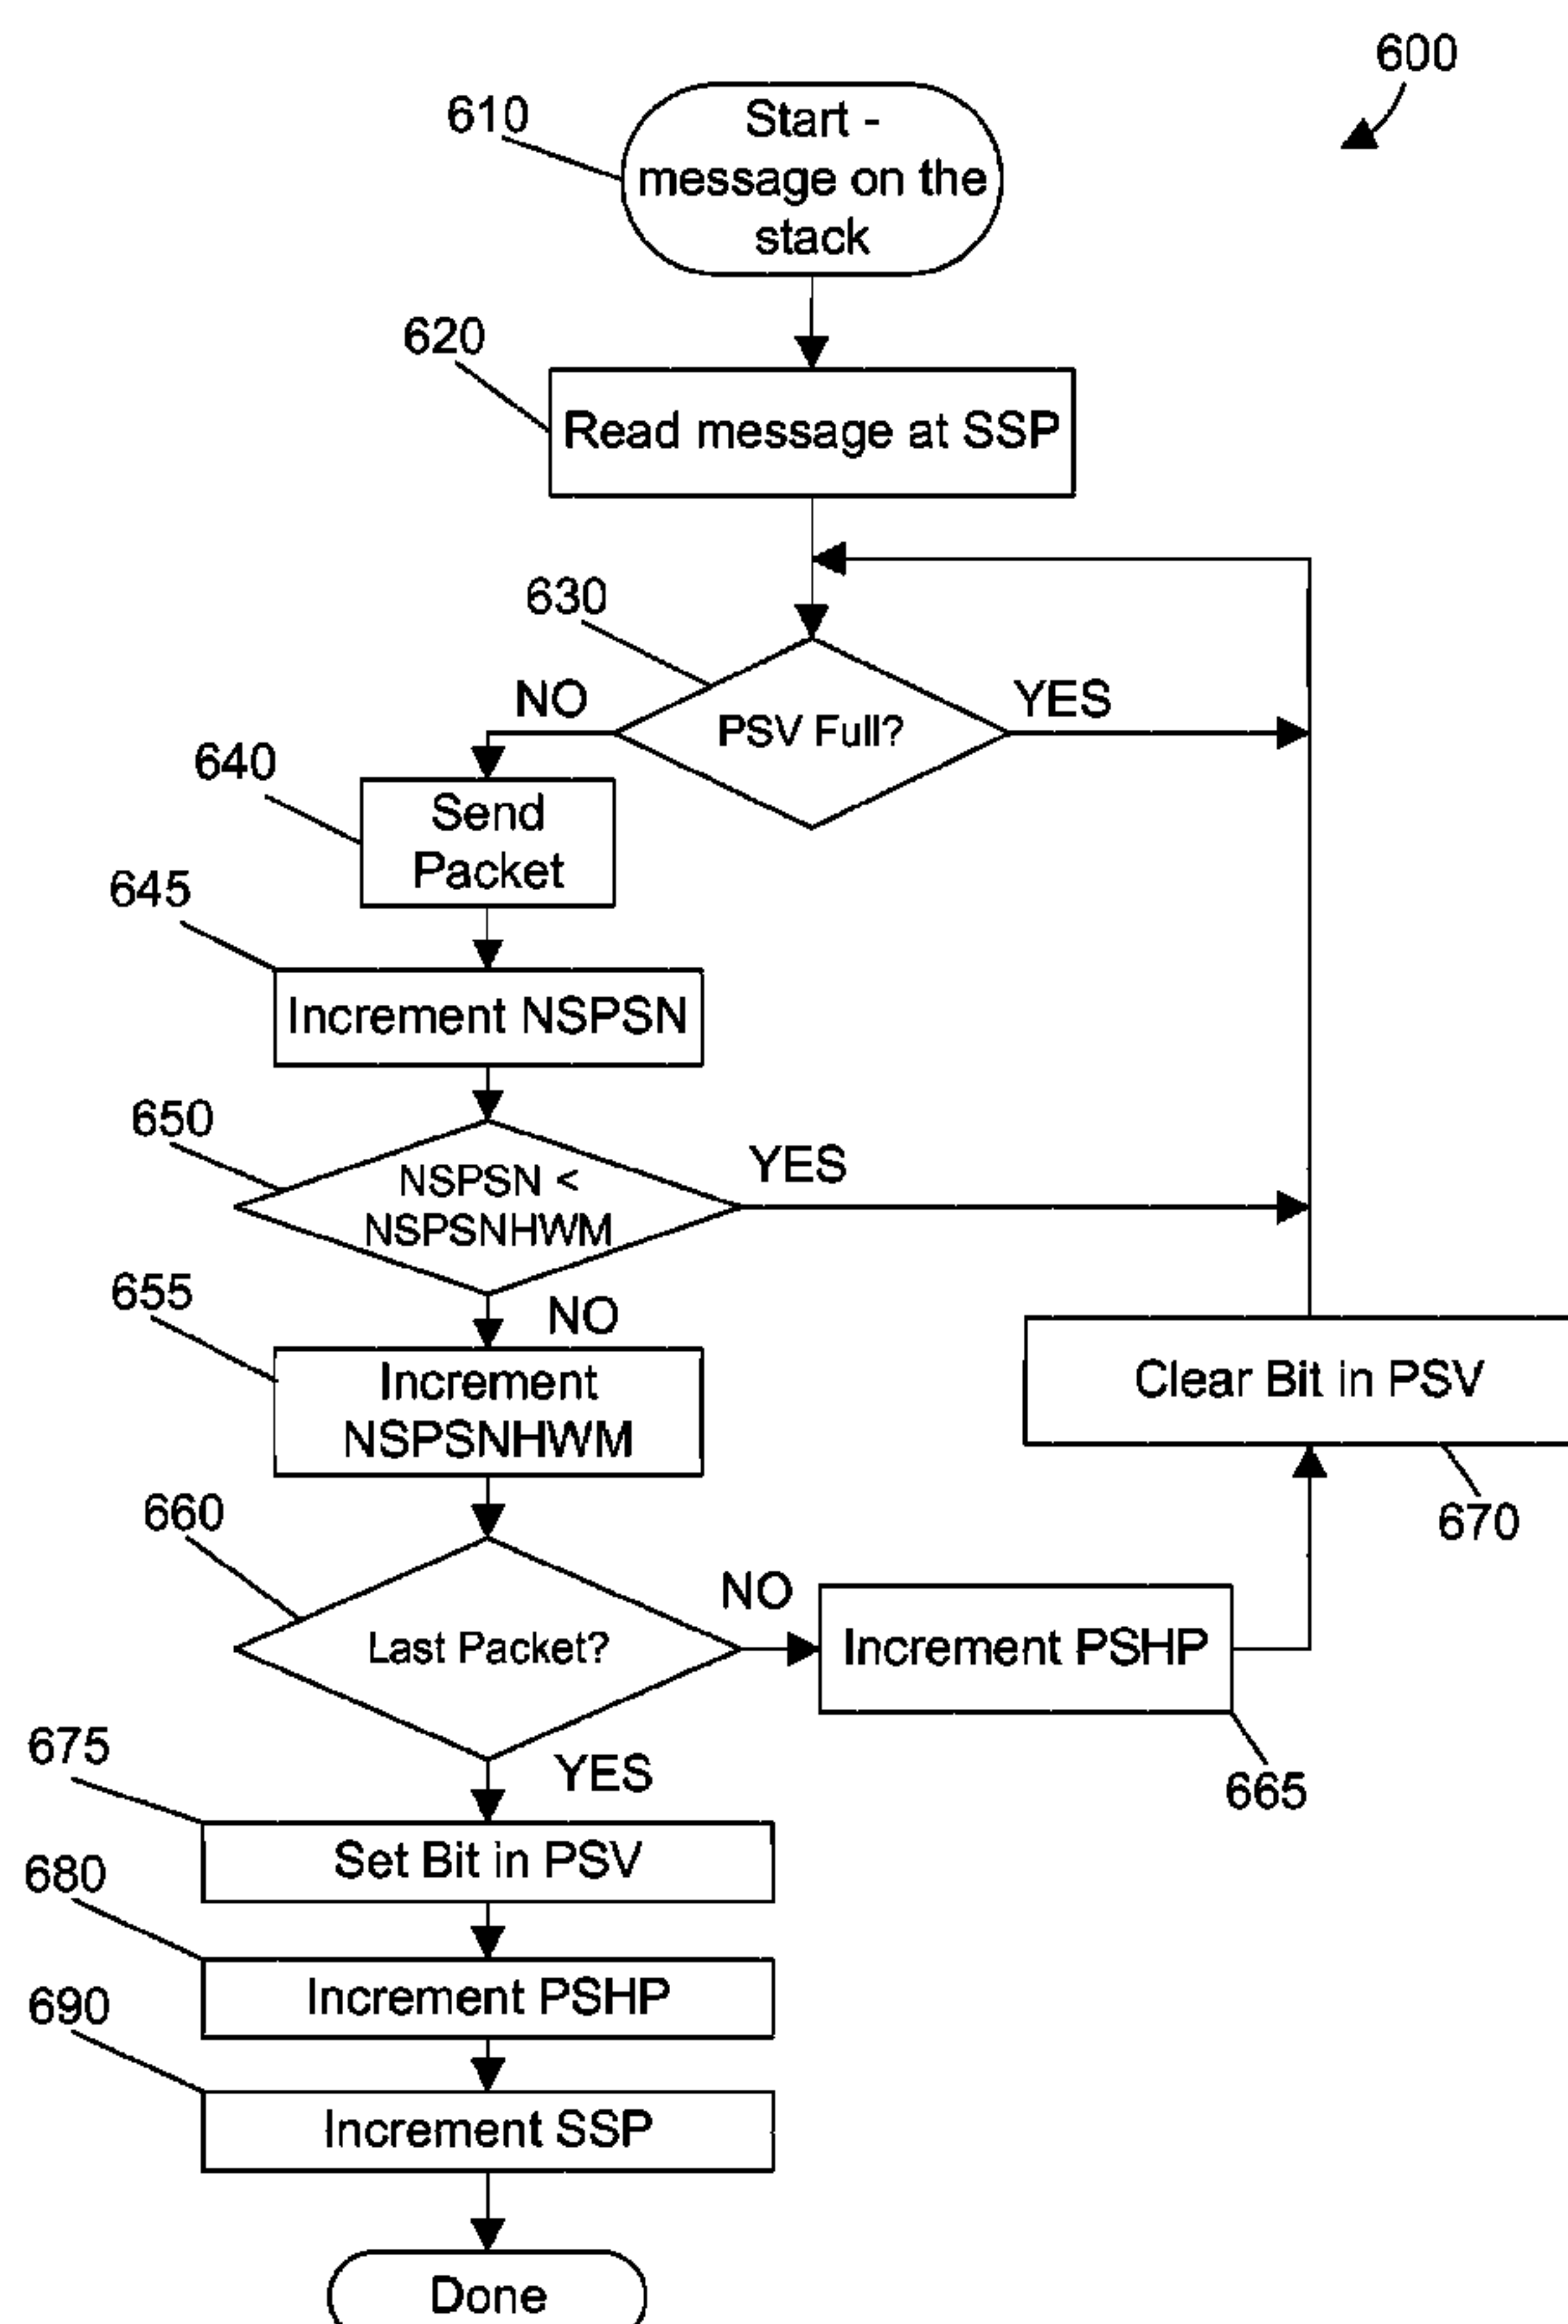 600
610
Start -
message on the
stack
620
Read message at SSP
630
NO
YES
PSV Full?
640
Send
Packet
645
Increment NSPSN
650
NSPSN <
NSPSNHWM
YES
655
NO
Increment
NSPSNHWM
Clear Bit in PSV
670
660
Last Packet?
NO
Increment PSHP
665
675
YES
Set Bit in PSV
680
Increment PSHP
690
Increment SSP
Done